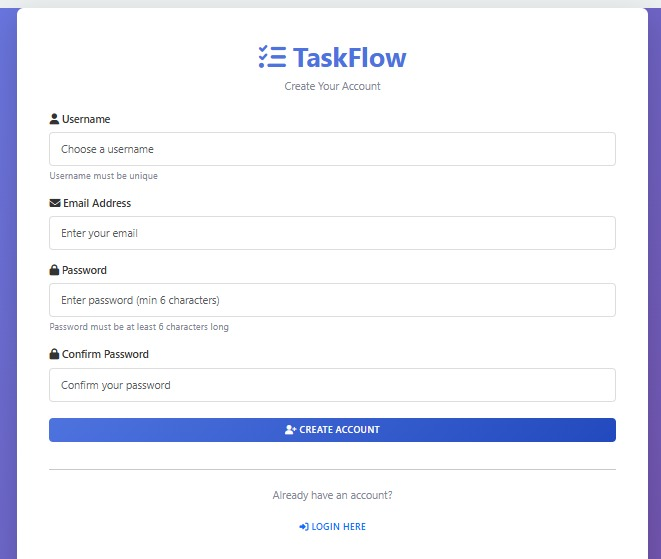 TaskFlow
Create Your Account
Username
Choose a username
Username must be unique
Email Address
Enter your email
Password
Enter password (min 6 characters)
Password must be at least 6 characters long
Confirm Password
Confirm your password
CREATE ACCOUNT
Already have an account?
LOGIN HERE